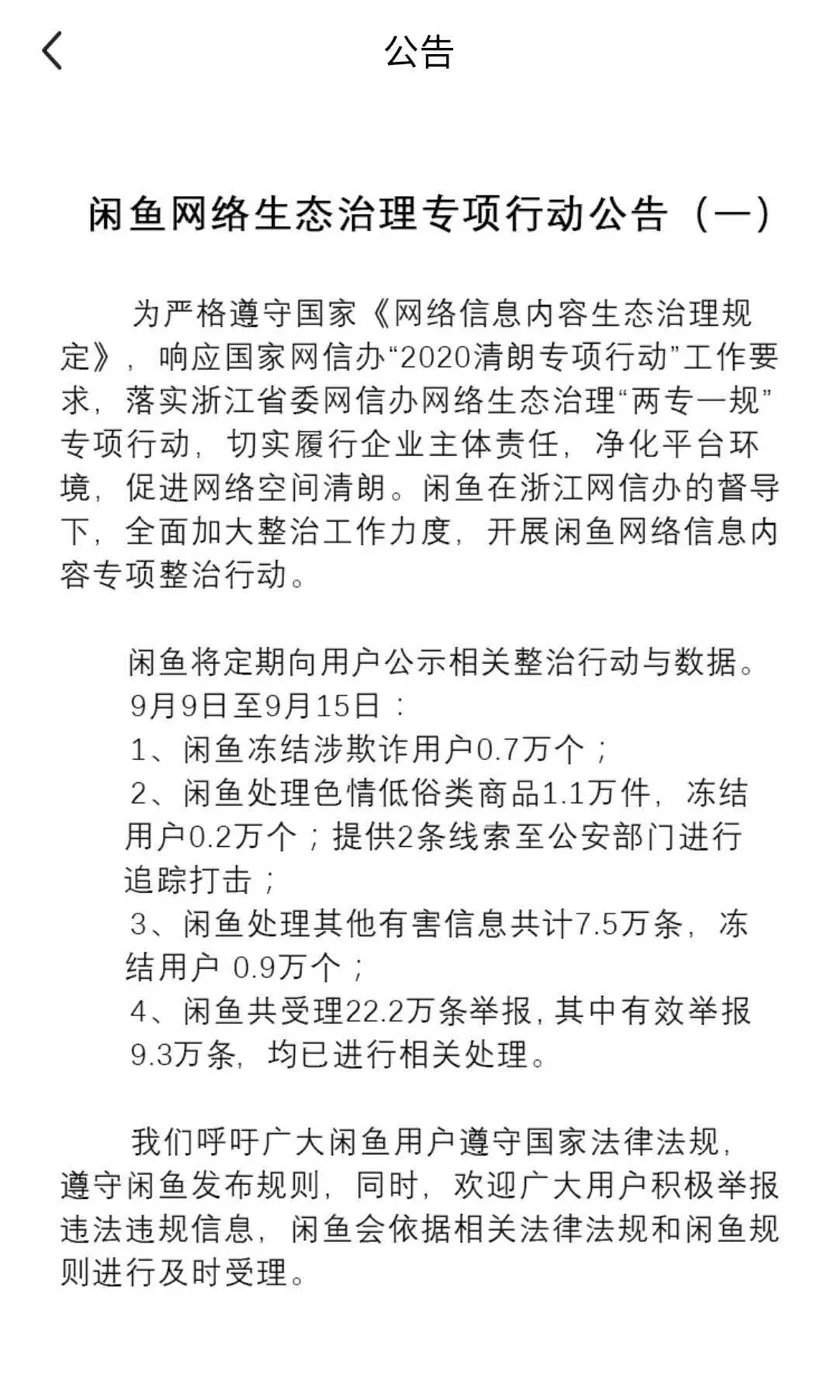 公告
闲鱼网络生态治理专项行动公告（一）
为严格遵守国家《网络信息内容生态治理规
定》，响应国家网信办“2020清朗专项行动”工作要
求，落实浙江省委网信办网络生态治理“两专一规”
专项行动，切实履行企业主体责任，净化平台环
境，促进网络空间清朗。闲鱼在浙江网信办的督导
下，全面加大整治工作力度，开展闲鱼网络信息内
容专项整治行动。
闲鱼将定期向用户公示相关整治行动与数据。
9月9日至9月15日：
1、闲鱼冻结涉欺诈用户0.7万个；
2、闲鱼处理色情低俗类商品1.1万件，冻结
用户0.2万个；提供2条线索至公安部门进行
追踪打击；
3、闲鱼处理其他有害信息共计7.5万条，冻
结用户 0.9万个；
4、闲鱼共受理22.2万条举报，其中有效举报
9.3万条，均已进行相关处理。
我们呼吁广大闲鱼用户遵守国家法律法规，
遵守闲鱼发布规则，同时，欢迎广大用户积极举报
违法违规信息，闲鱼会依据相关法律法规和闲鱼规
则进行及时受理。